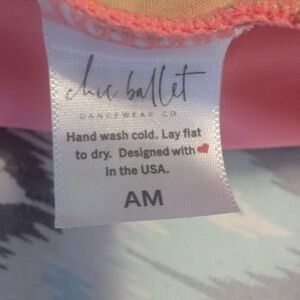 chic ballet
DANCEWEAR CO
Hand wash cold. Lay flat
to dry. Designed with
in the USA.
AM